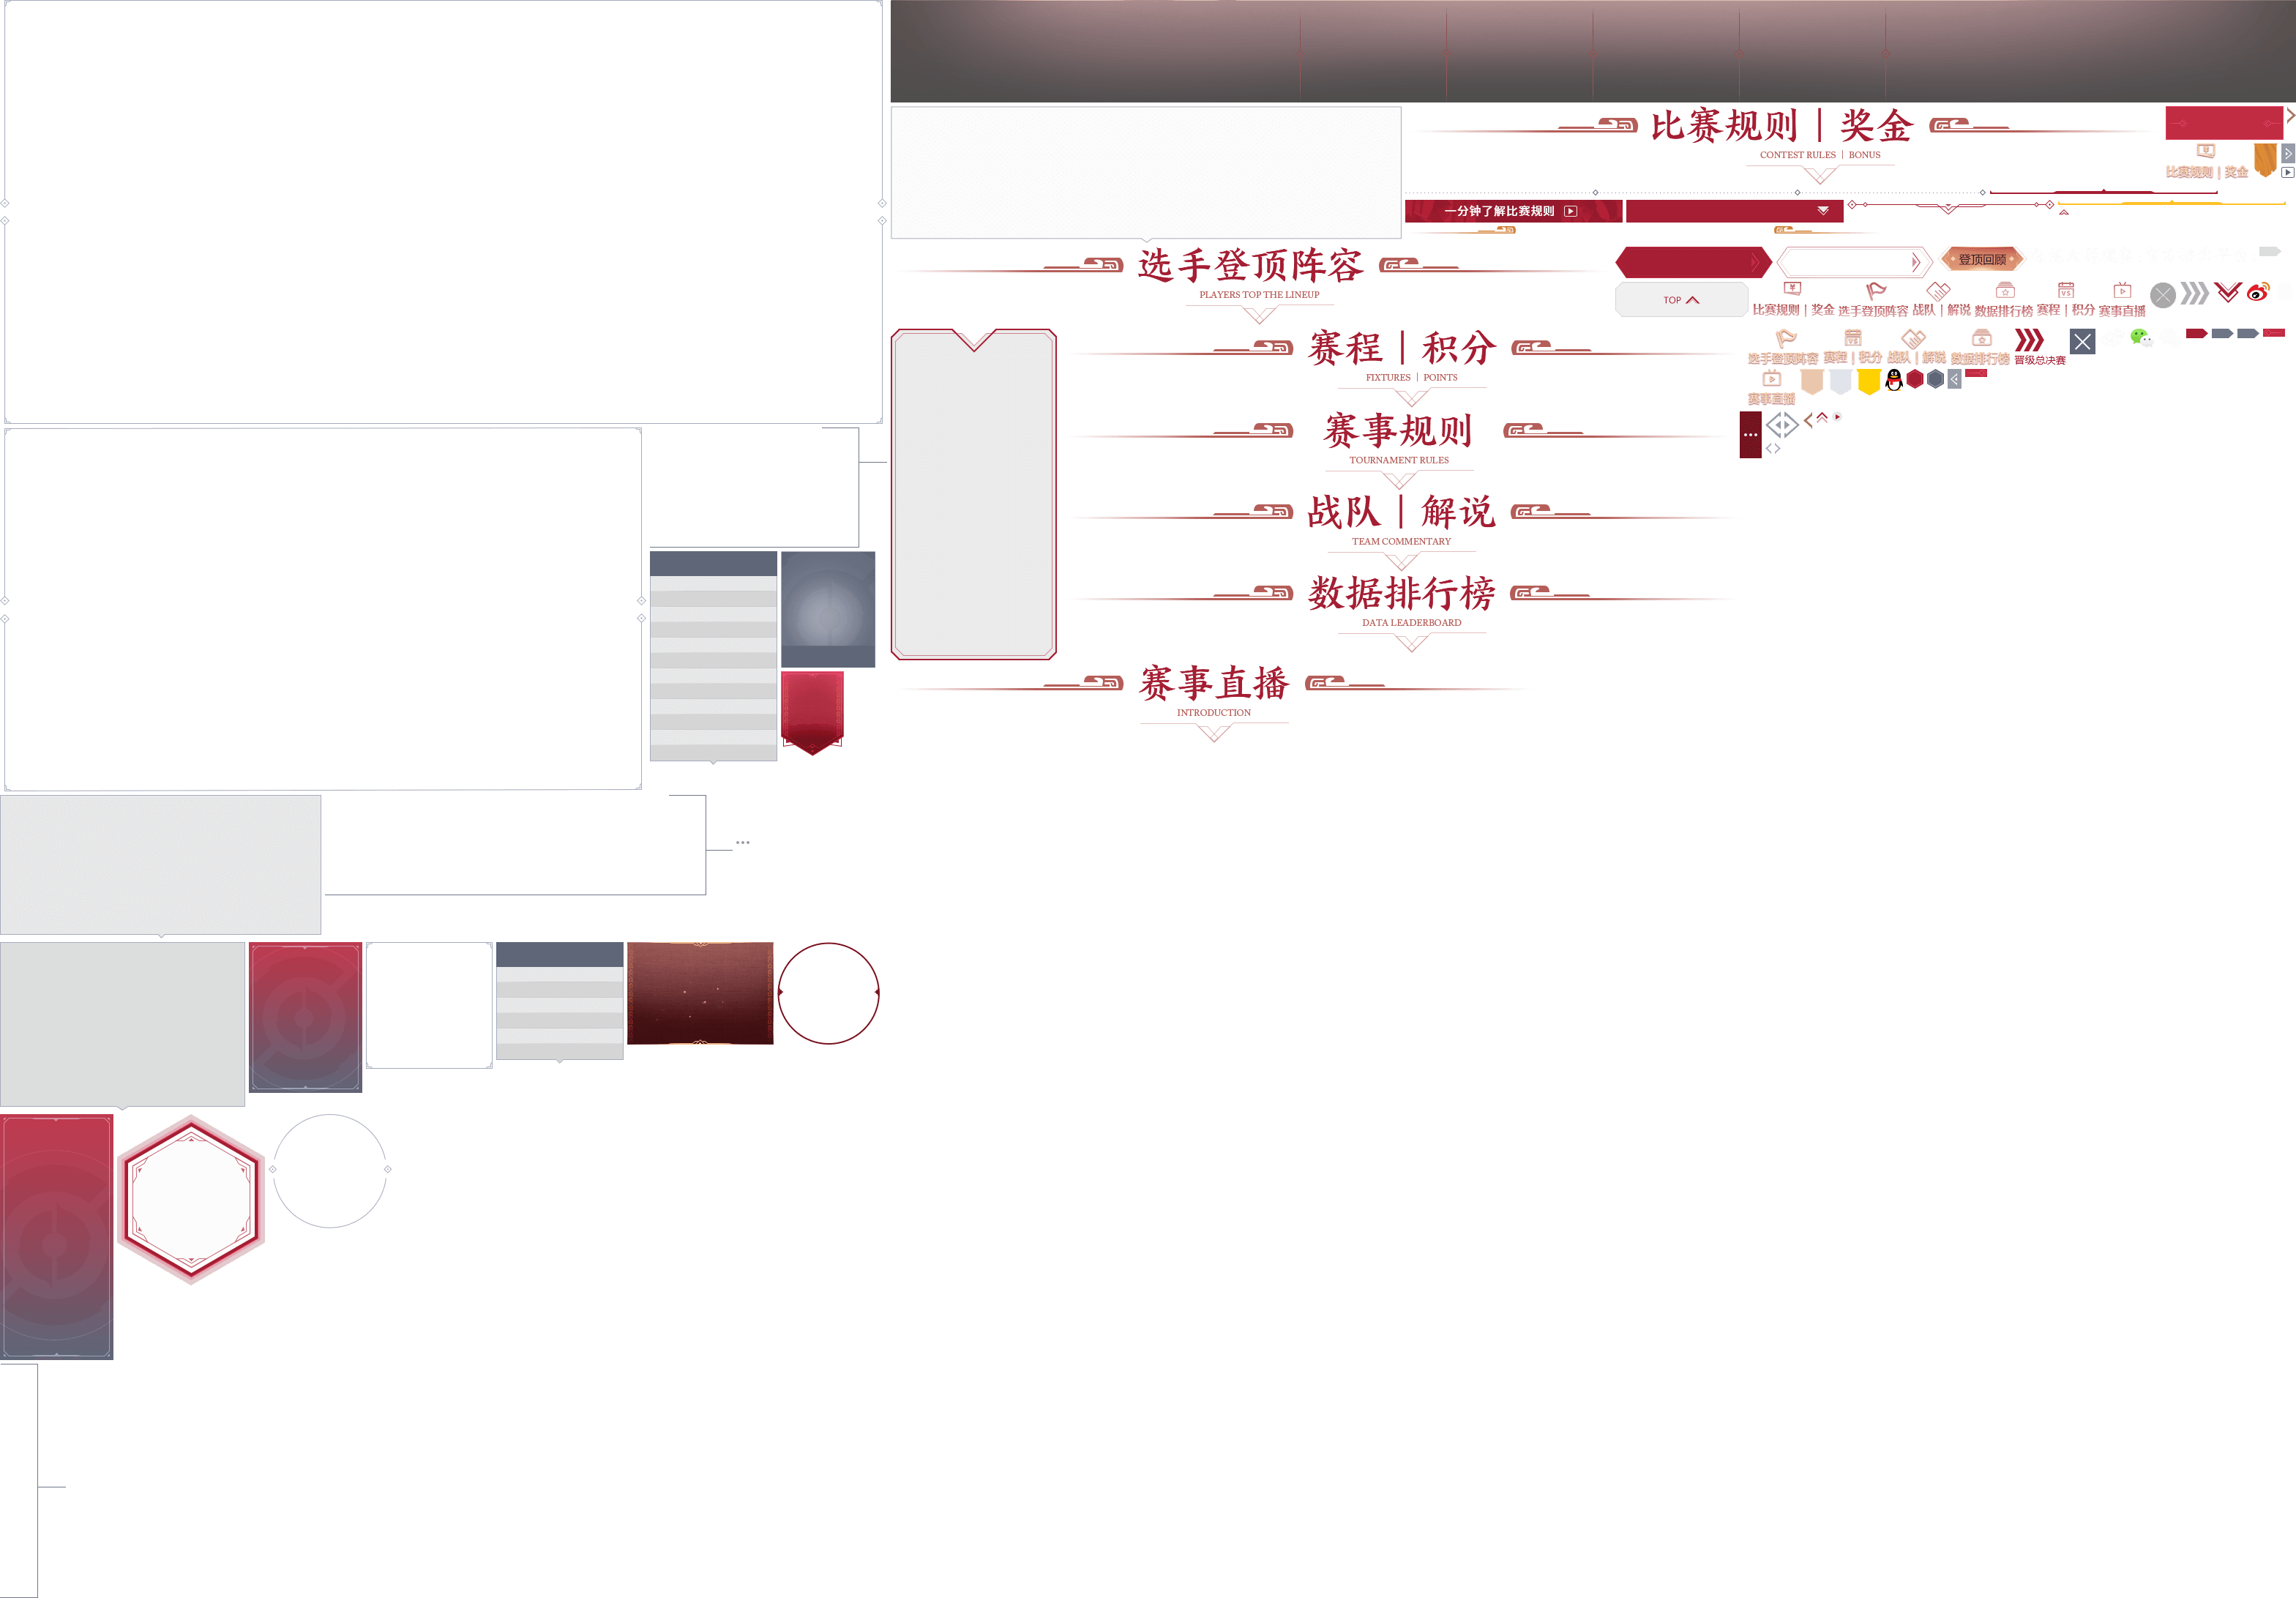 比赛规则｜奖金
CONTEST RULES | BONUS
比赛规则｜奖金
一分钟了解比赛规则
选手登顶阵容
PLAYERS TOP THE LINEUP
登顶回顾
TOP
比赛规则｜奖金 选手登顶阵容 战队｜解说 数据排行榜 赛程｜积分 赛事直播
VS
赛程｜积分
FIXTURES | POINTS
选手登顶阵容 赛程｜积分 战队｜解说 数据排行榜 晋级总决赛
VS
赛事直播
赛事规则
TOURNAMENT RULES
战队｜解说
TEAM COMMENTARY
数据排行榜
DATA LEADERBOARD
赛事直播
INTRODUCTION